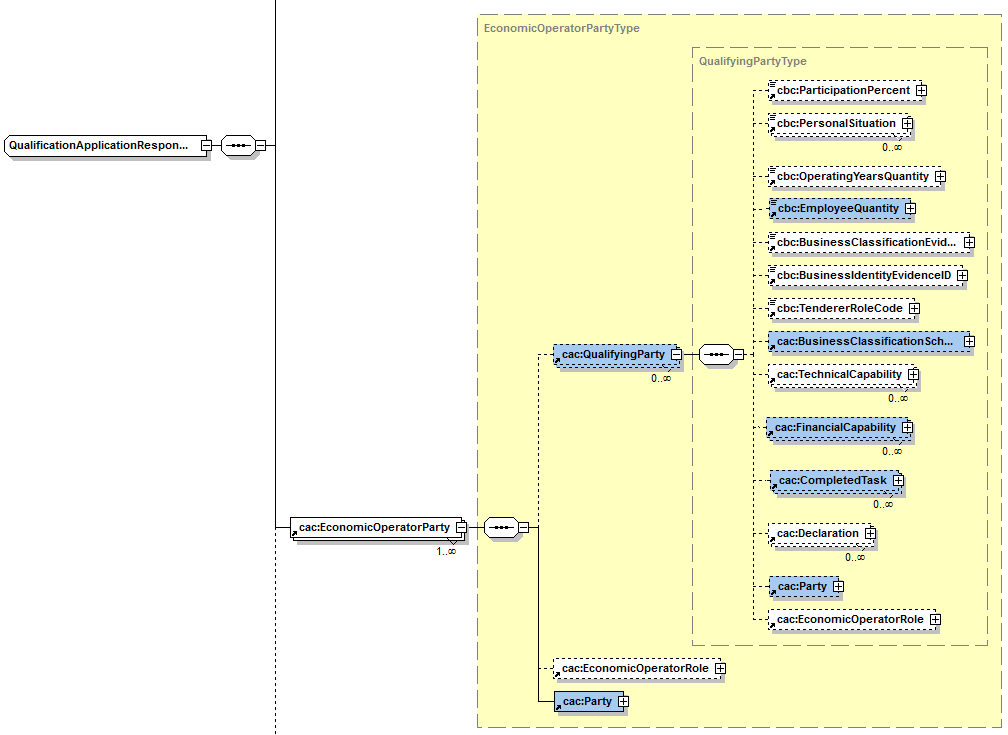 EconomicOperatorPartyType
QualifyingPartyType
cbc:ParticipationPercent
cbc:PersonalSituation
0..∞
QualificationApplicationRespon...
cbc:OperatingYearsQuantity
cbc:EmployeeQuantity
cbc:BusinessClassificationEvid...
cbc:BusinessIdentityEvidenceID
cbc:TendererRoleCode
cac:BusinessClassificationSch...
cac:QualifyingParty
0..∞
cac:TechnicalCapability
0..∞
cac:FinancialCapability
0..∞
cac:CompletedTask
0..∞
cac:EconomicOperatorParty
1..∞
cac:Declaration
0..∞
cac:Party
cac:EconomicOperatorRole
cac:EconomicOperatorRole
cac:Party